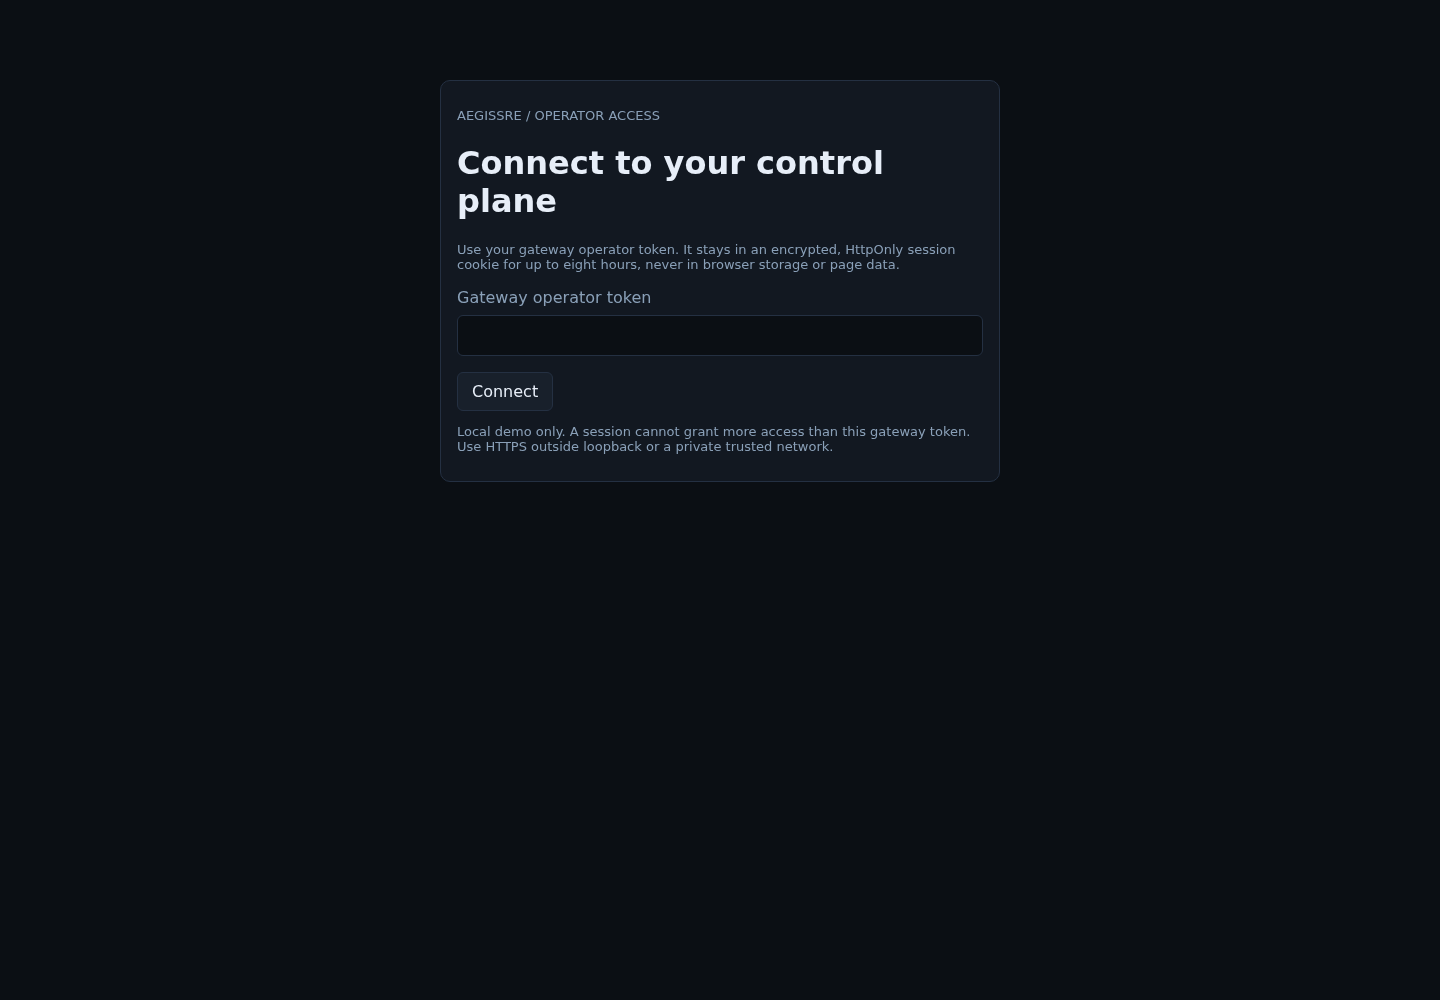 AEGISSRE / OPERATOR ACCESS
Connect to your control
plane
Use your gateway operator token. It stays in an encrypted, HttpOnly session
cookie for up to eight hours, never in browser storage or page data.
Gateway operator token
Connect
Local demo only. A session cannot grant more access than this gateway token.
Use HTTPS outside loopback or a private trusted network.